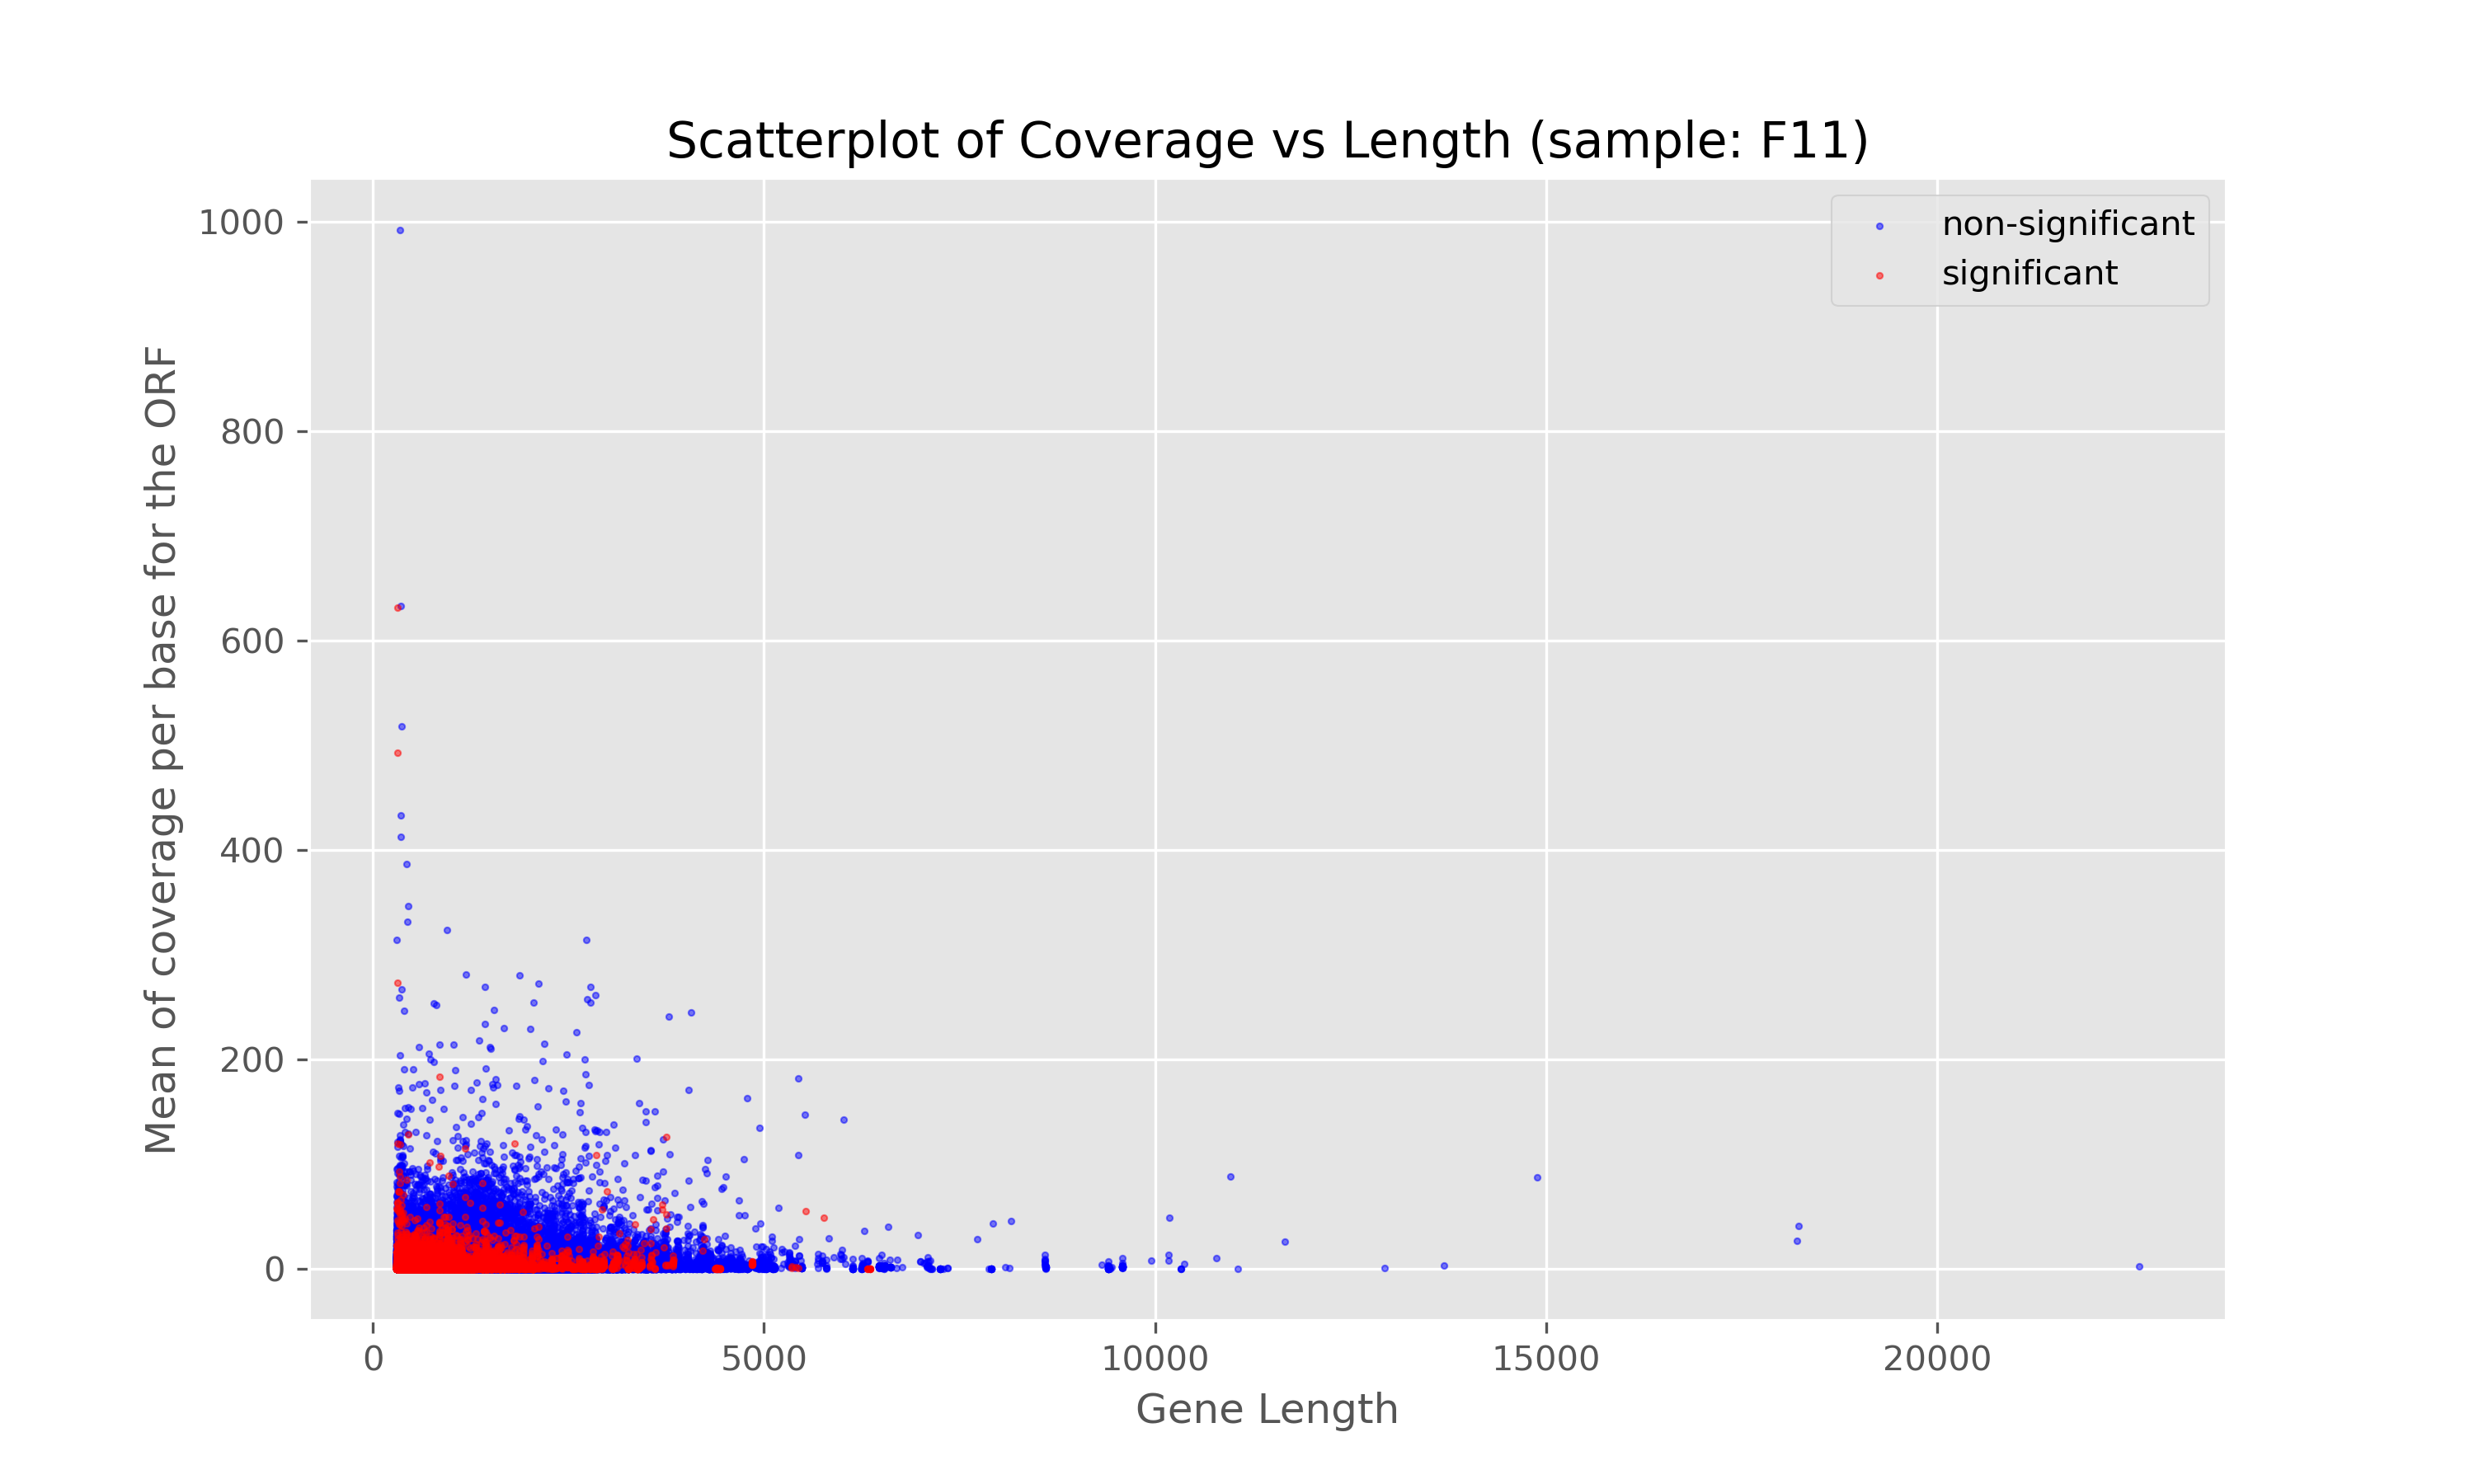 Scatterplot of Coverage vs Length (sample: F11)
non-significant
significant
Mean of coverage per base for the ORF
1000
800
600
400
200
0
0 5000 10000 15000 20000
Gene Length